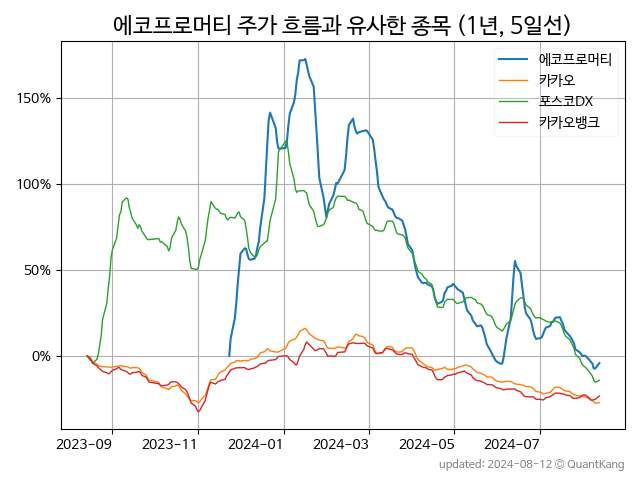 에코프로머티 주가 흐름과 유사한 종목 (1년, 5일선)
에코프로머티
카카오
포스코DX
카카오뱅크
150%
100%
50%
0%
2023-09 2023-11 2024-01 2024-03 2024-05 2024-07
updated: 2024-08-12 © QuantKang